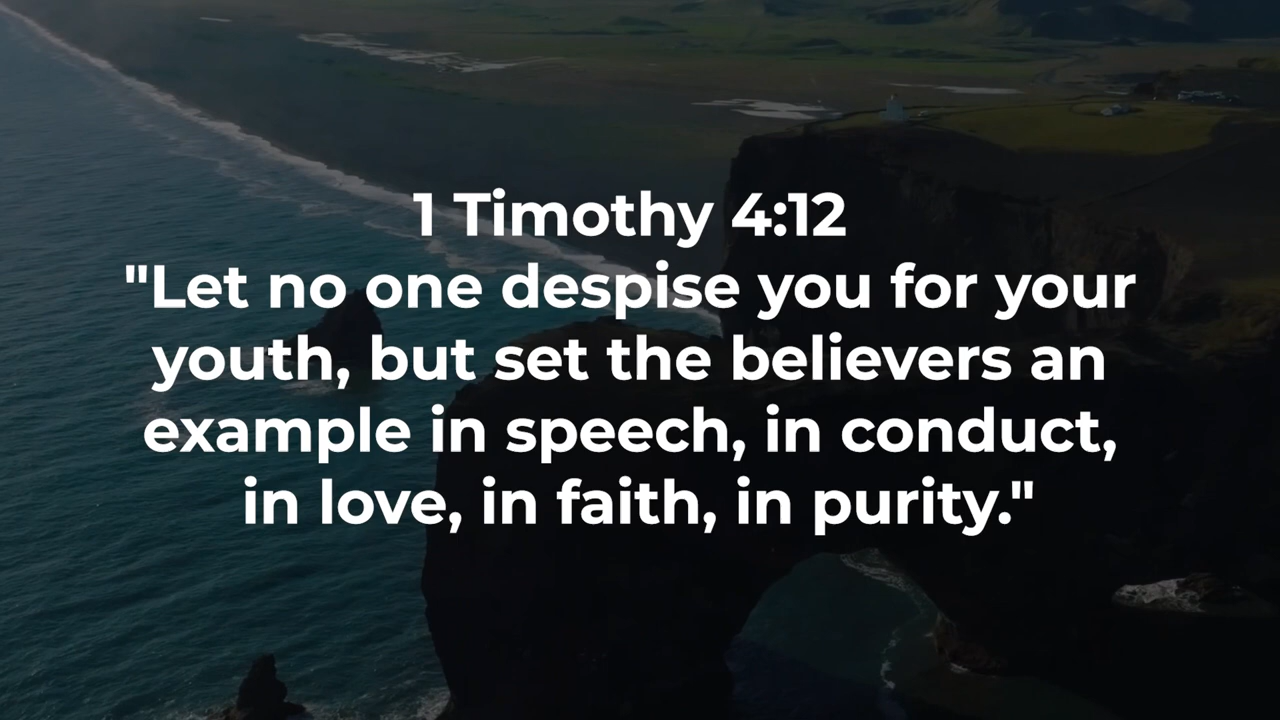 1 Timothy 4:12
"Let no one despise you for your
youth, but set the believers an
example in speech, in conduct,
in love, in faith, in purity."